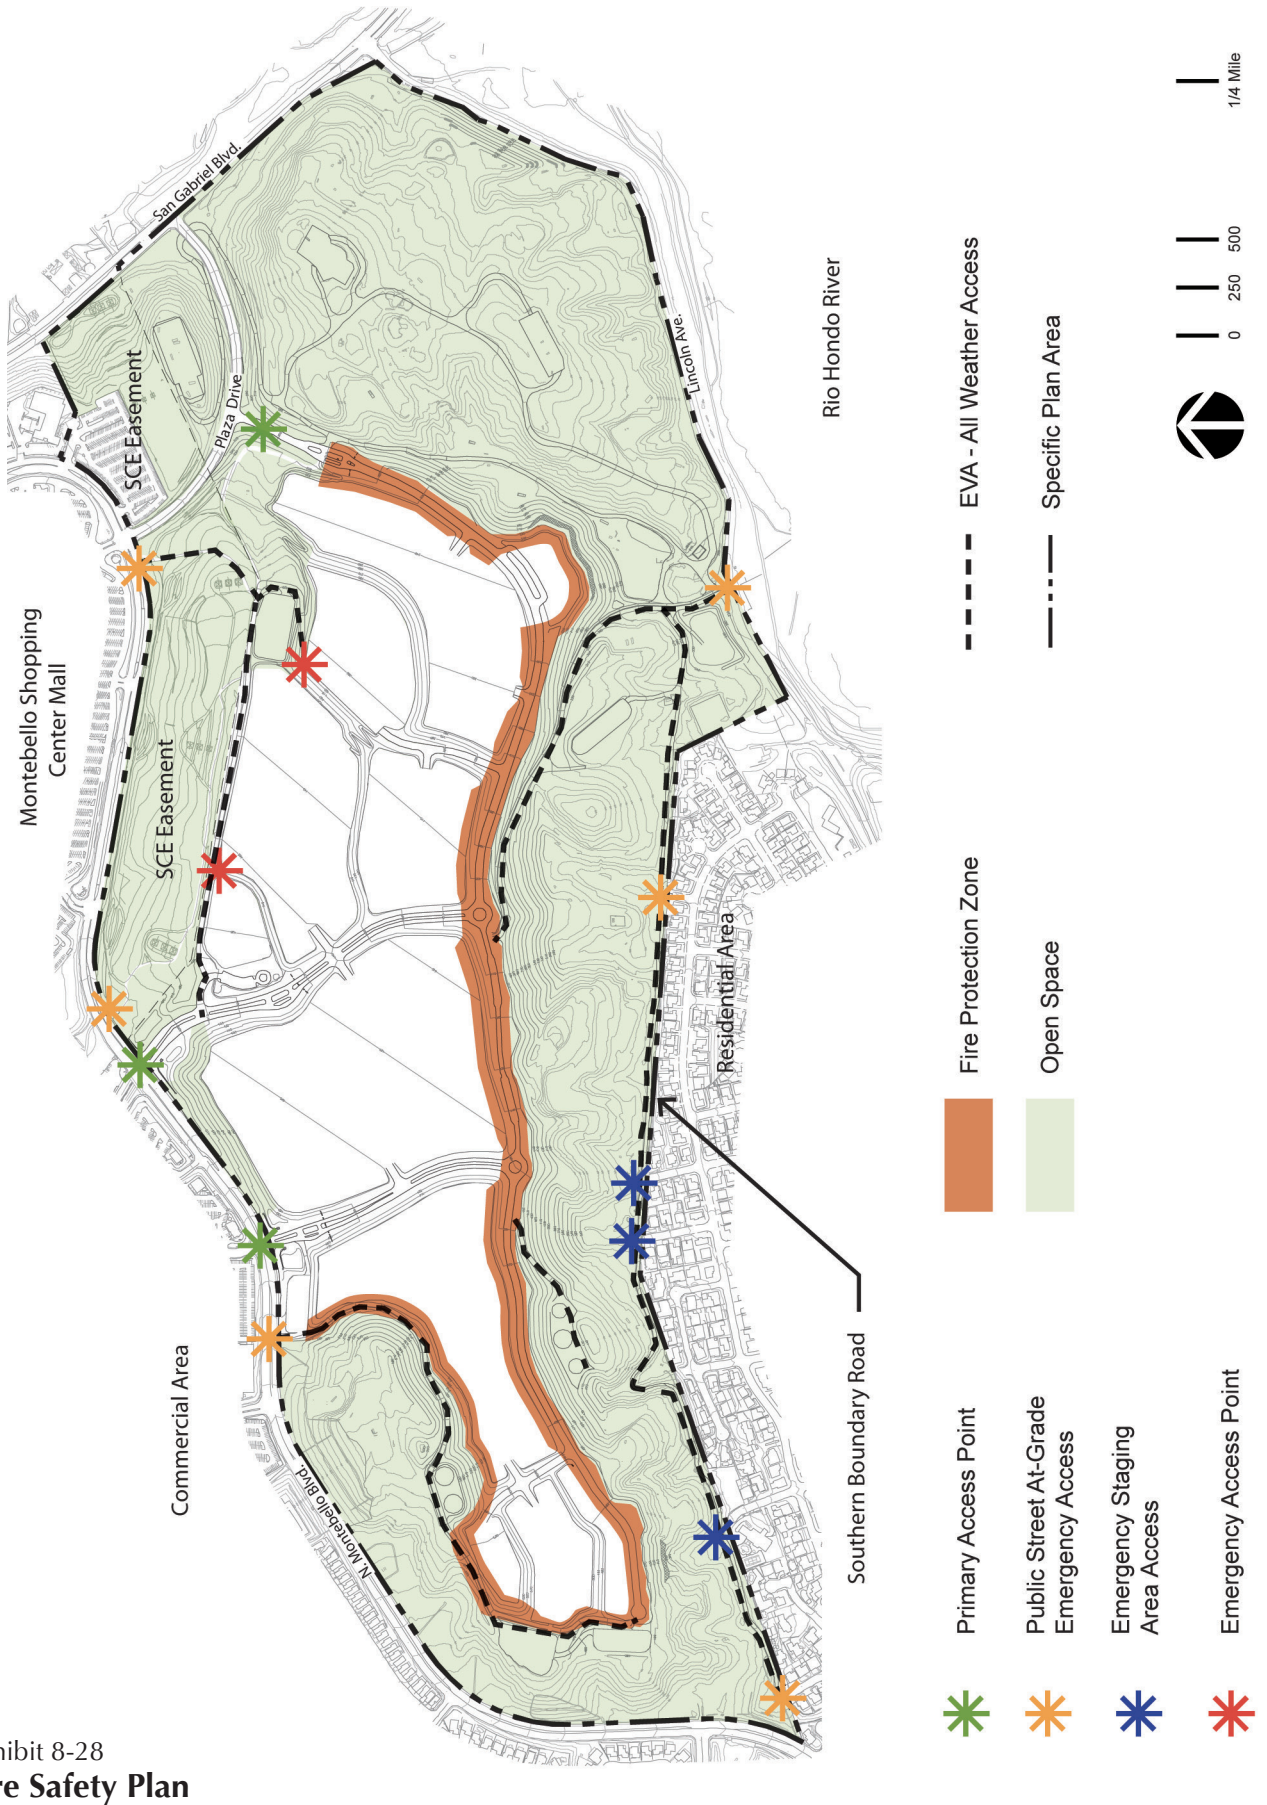 Montebello Shopping
Center Mall
San Gabriel Blvd.
SCE Easement
Plaza Drive
SCE Easement
Lincoln Ave.
Rio Hondo River
Residential Area
Southern Boundary Road
Commercial Area
N. Montebello Blvd.
Primary Access Point
Public Street At-Grade
Emergency Access
Emergency Staging
Area Access
Emergency Access Point
Fire Protection Zone
Open Space
EVA - All Weather Access
Specific Plan Area
0 250 500 1/4 Mile
hibit 8-28
re Safety Plan